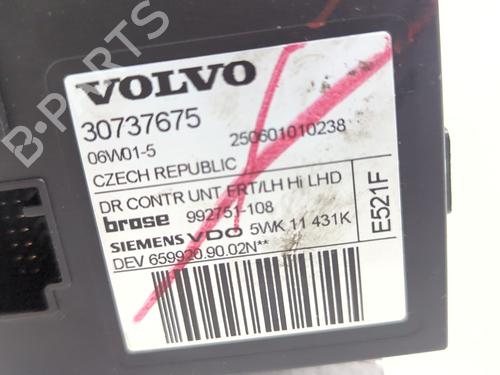 VOLVO
30737675
06W01-5
250601010238
CZECH REPUBLIC
DR CONTR UNT FRT/LH Hi LHD
brose 992751-108
SIEMENS VDO 5WK 11 431K
DEV 659920.90.02N**
E521F
B-PARTS